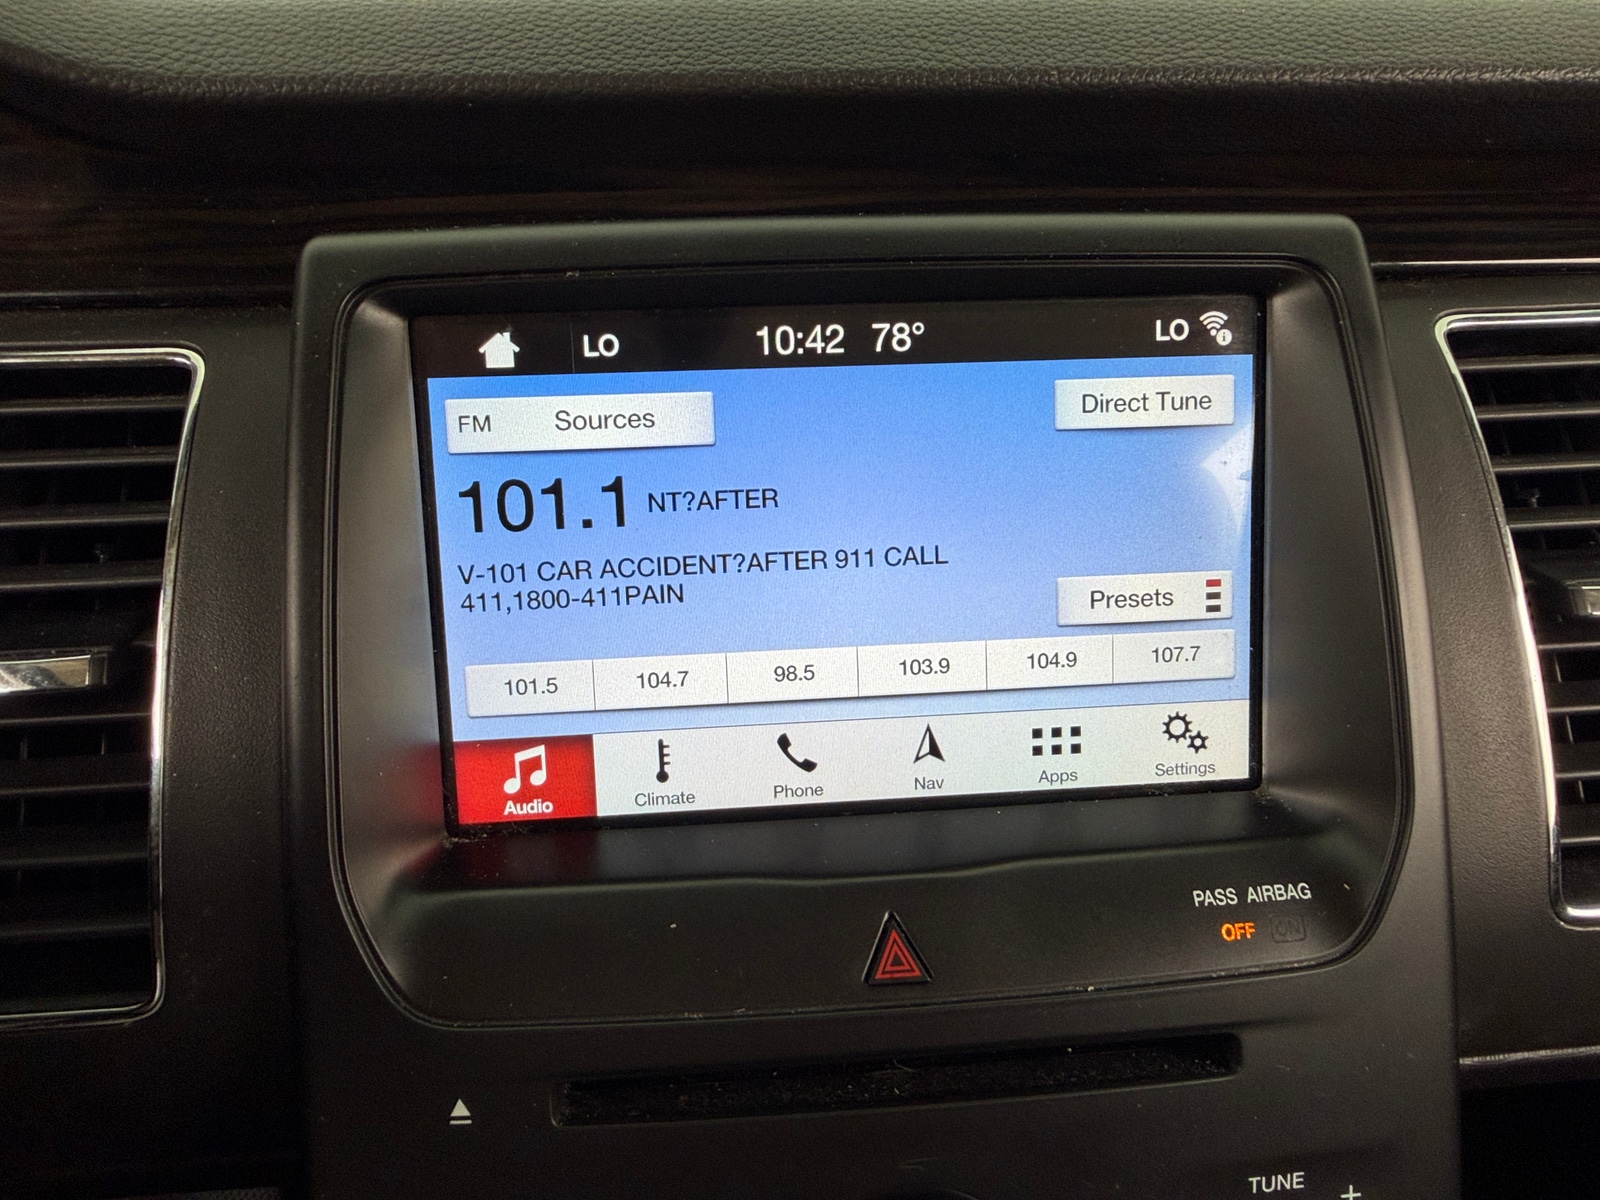 LO 10:42 78° LO
FM Sources Direct Tune
101.1 NT?AFTER
V-101 CAR ACCIDENT?AFTER 911 CALL
411,1800-411PAIN
Presets
101.5 104.7 98.5 103.9 104.9 107.7
Audio Climate Phone Nav Apps Settings
PASS AIRBAG
OFF ON
TUNE +